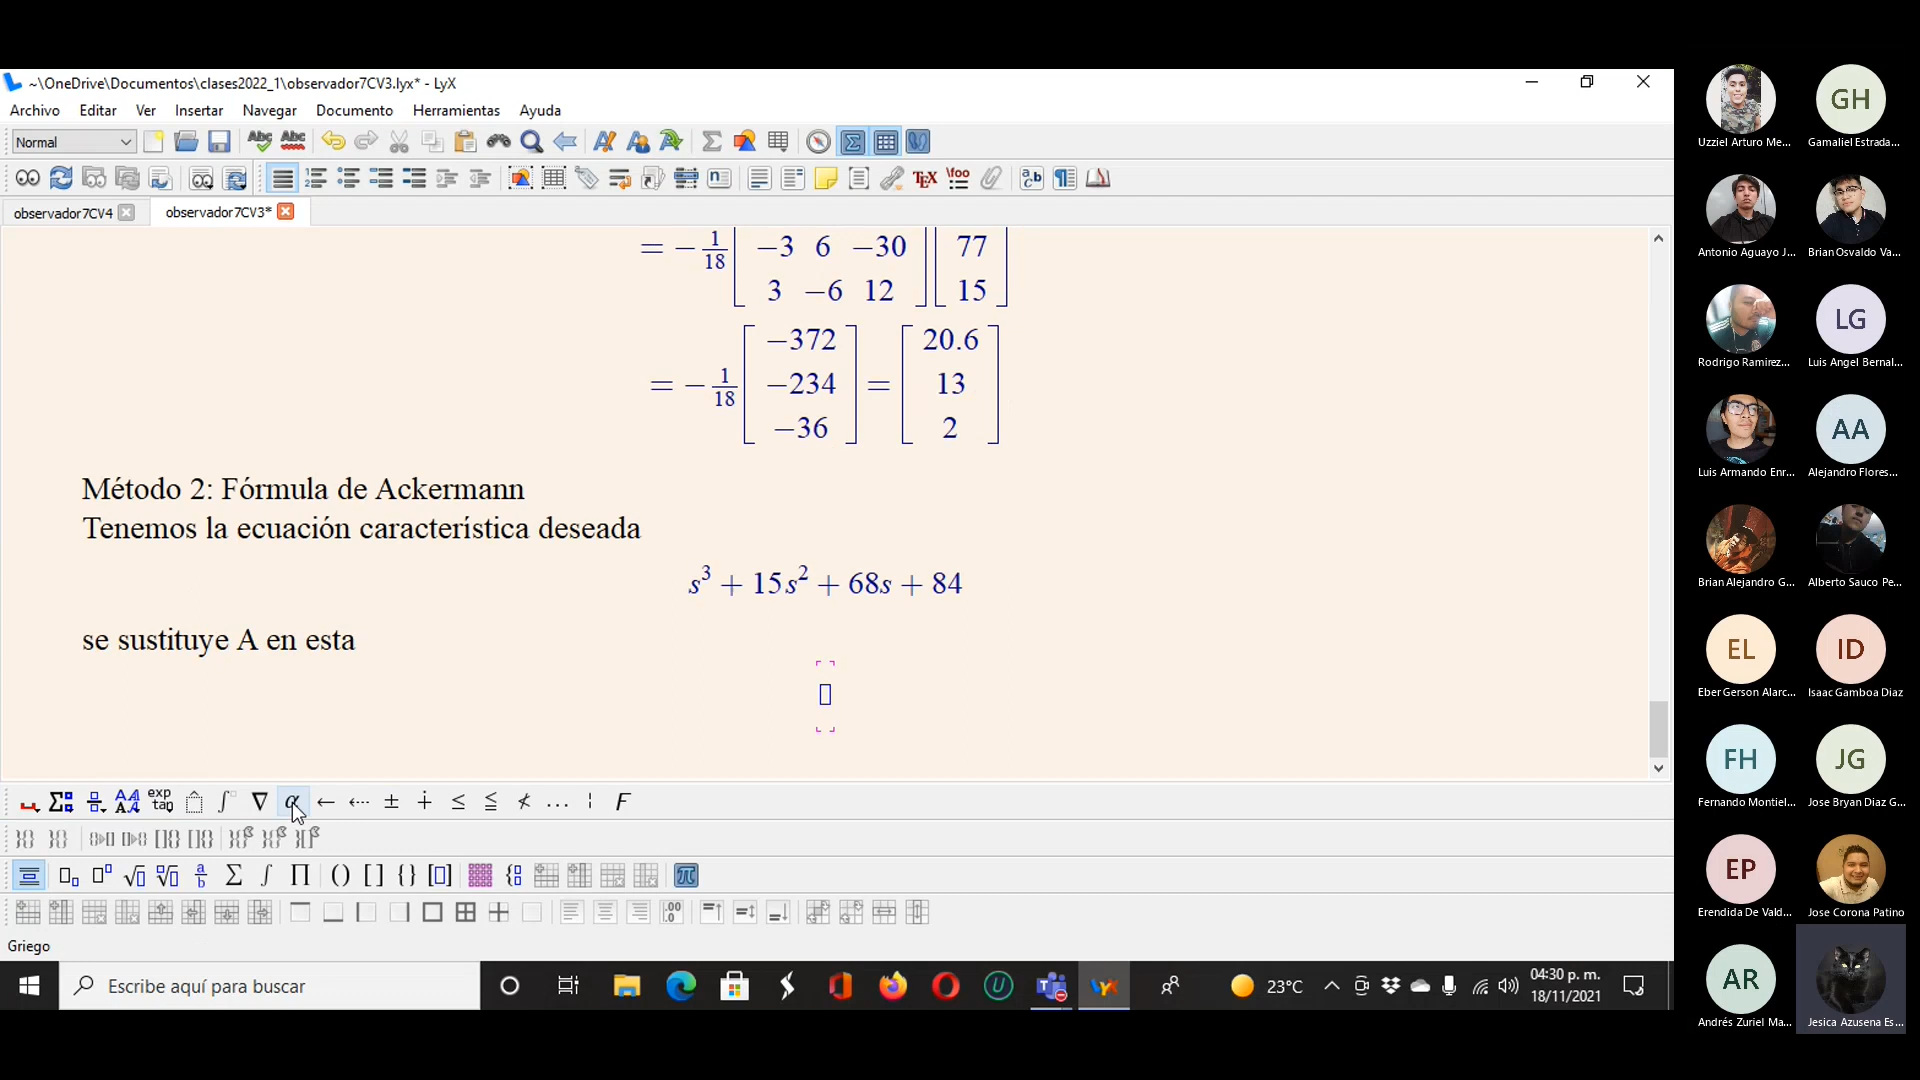 ~\OneDrive\Documentos\clases2022_1\observador7CV3.lyx* - LyX
Archivo Editar Ver Insertar Navegar Documento Herramientas Ayuda
Normal
observador7CV4 observador7CV3*
= −1/18 [ −3 6 −30 ] [ 77 ]
3 −6 12 15
= −1/18 [ −372 −234 −36 ] = [ 20.6 13 2 ]
Método 2: Fórmula de Ackermann
Tenemos la ecuación característica deseada
s³ + 15s² + 68s + 84
se sustituye A en esta
Griego
Escribe aquí para buscar
23°C
04:30 p. m.
18/11/2021
Uzziel Arturo Me...
GH
Gamaliel Estrada...
Antonio Aguayo J...
Brian Osvaldo Va...
Rodrigo Ramirez...
LG
Luis Angel Bernal...
Luis Armando Enr...
AA
Alejandro Flores...
Brian Alejandro G...
Alberto Sauco Pe...
EL
Eber Gerson Alarc...
ID
Isaac Gamboa Diaz
FH
Fernando Montiel...
JG
Jose Bryan Diaz G...
EP
Erendida De Vald...
Jose Corona Patino
AR
Andrés Zuriel Ma...
Jesica Azusena Es...